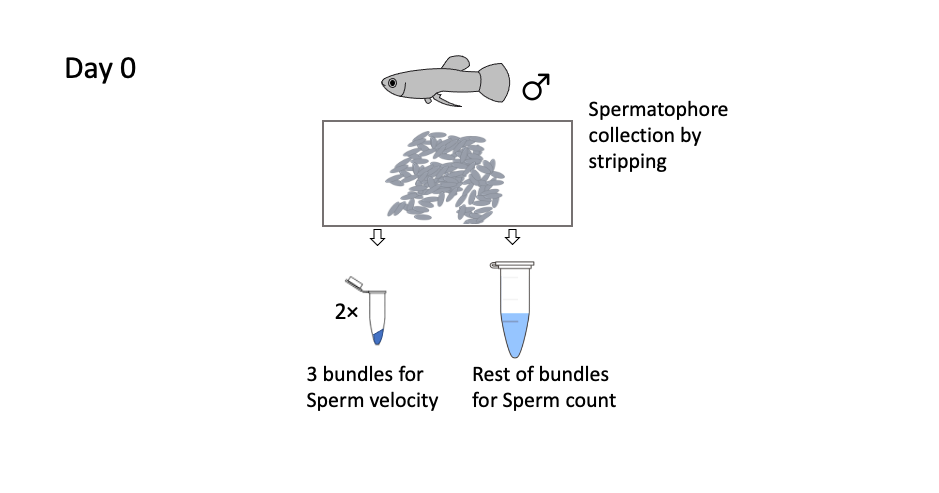 Day 0
♂
Spermatophore
collection by
stripping
2×
3 bundles for
Sperm velocity
Rest of bundles
for Sperm count